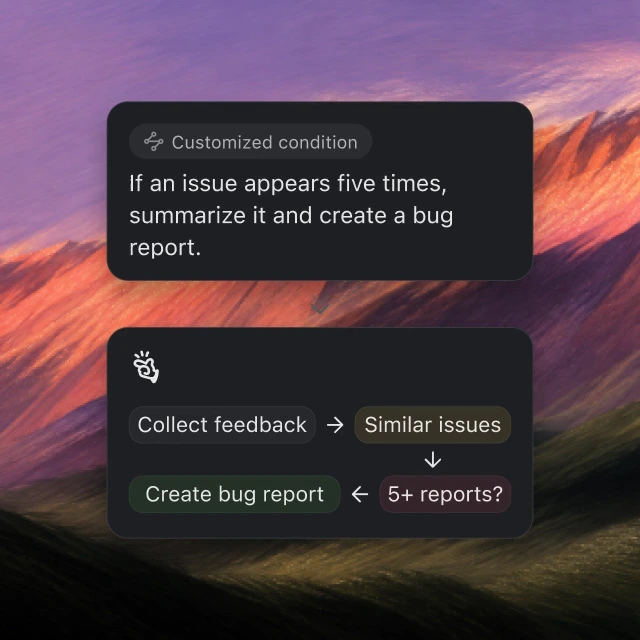 Customized condition
If an issue appears five times,
summarize it and create a bug
report.
Collect feedback → Similar issues
↓
Create bug report ← 5+ reports?